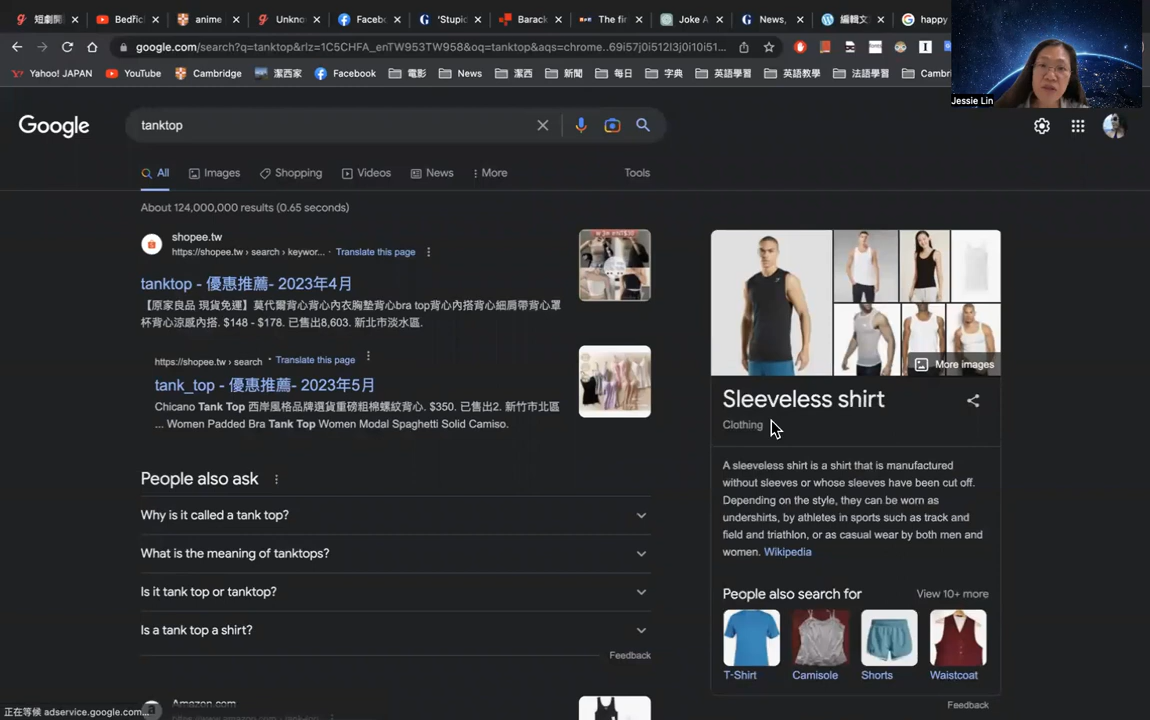 短劇開
Bedřicl
anime
Unkno
Faceb
'Stupic
Barack
The fir
Joke A
News,
編輯文
happy
google.com/search?q=tanktop&rlz=1C5CHFA_enTW953TW958&oq=tanktop&aqs=chrome..69i57j0i512l3j0i10i51...
Yahoo! JAPAN
YouTube
Cambridge
潔西家
Facebook
電影
News
潔西
新聞
每日
字典
英語學習
英語教學
法語學習
Cambri
Jessie Lin
Google
tanktop
All
Images
Shopping
Videos
News
More
Tools
About 124,000,000 results (0.65 seconds)
shopee.tw
https://shopee.tw › search › keywor... · Translate this page
tanktop - 優惠推薦- 2023年4月
【原家良品 現貨免運】莫代爾背心背心內衣胸墊背心bra top背心內搭背心細肩帶背心罩
杯背心涼感內搭. $148 - $178. 已售出8,603. 新北市淡水區.
https://shopee.tw › search · Translate this page
tank_top - 優惠推薦- 2023年5月
Chicano Tank Top 西岸風格品牌選貨重磅粗棉螺紋背心. $350. 已售出2. 新竹市北區
... Women Padded Bra Tank Top Women Modal Spaghetti Solid Camiso.
People also ask
Why is it called a tank top?
What is the meaning of tanktops?
Is it tank top or tanktop?
Is a tank top a shirt?
Feedback
Amazon.com
正在等候 adservice.google.com...
More images
Sleeveless shirt
Clothing
A sleeveless shirt is a shirt that is manufactured
without sleeves or whose sleeves have been cut off.
Depending on the style, they can be worn as
undershirts, by athletes in sports such as track and
field and triathlon, or as casual wear by both men and
women. Wikipedia
People also search for
View 10+ more
T-Shirt
Camisole
Shorts
Waistcoat
Feedback